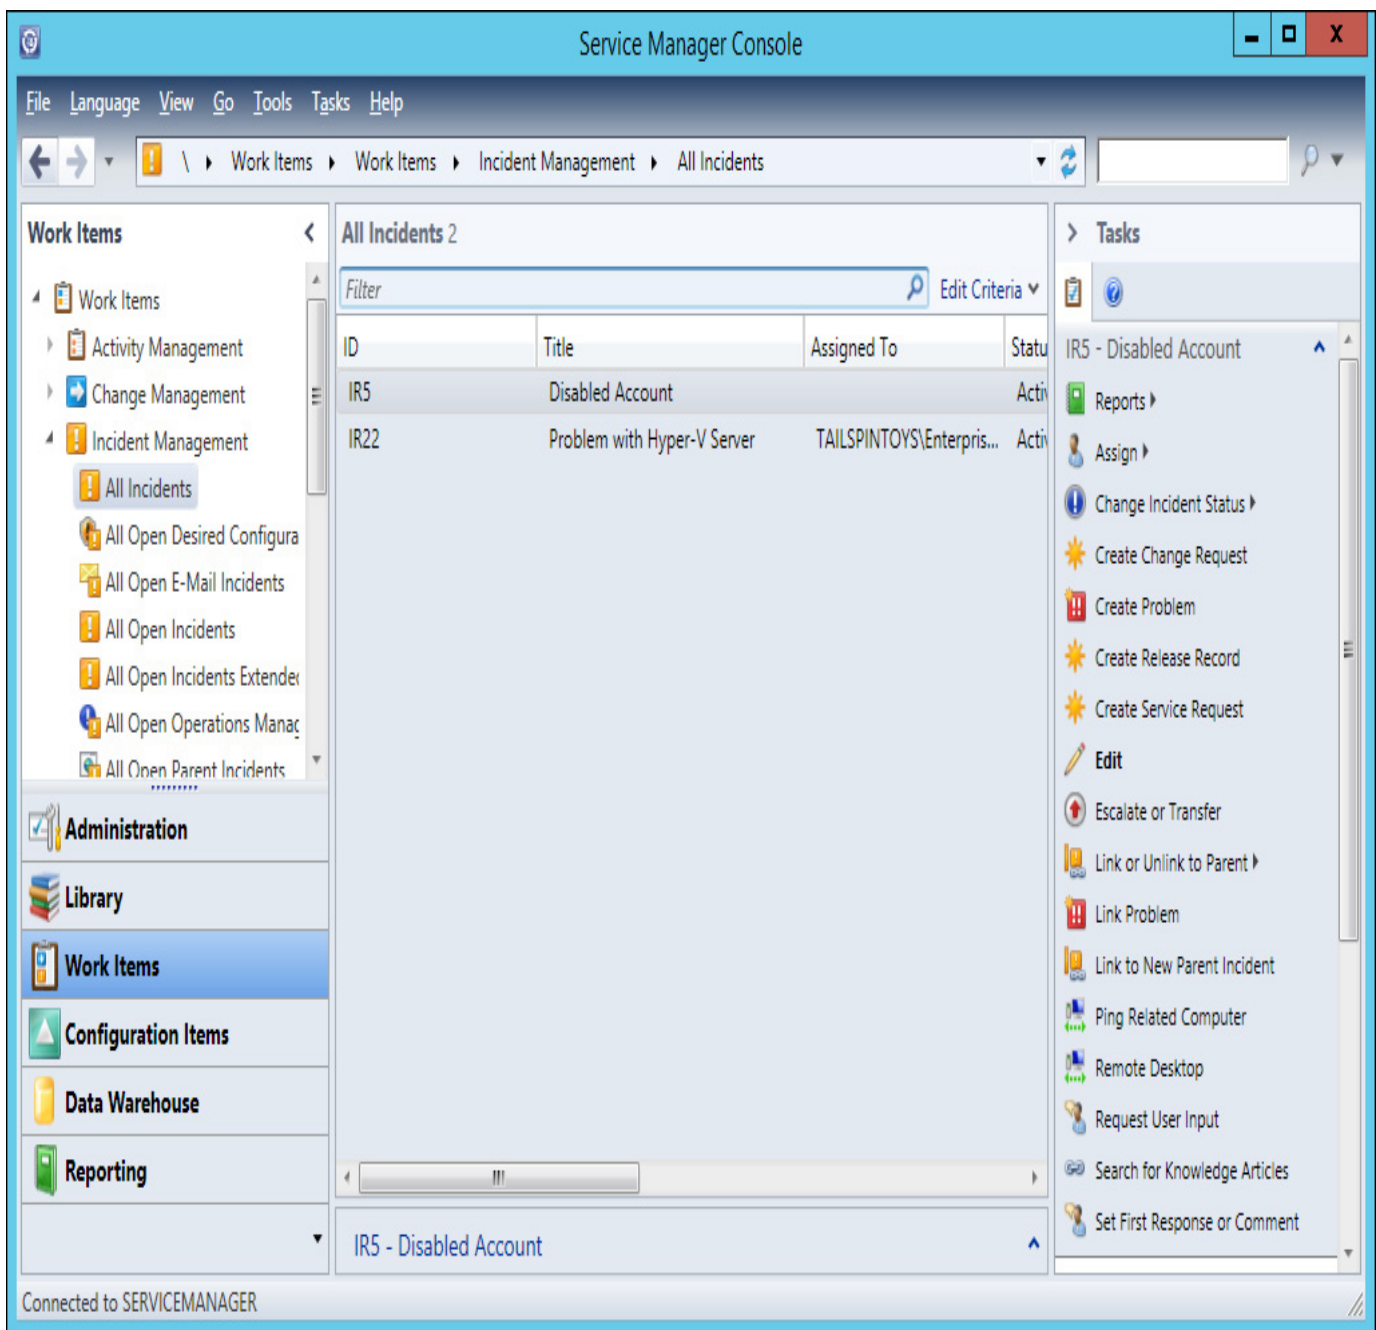 Service Manager Console
File Language View Go Tools Tasks Help
\ Work Items Work Items Incident Management All Incidents
Work Items
Work Items
Activity Management
Change Management
Incident Management
All Incidents
All Open Desired Configura
All Open E-Mail Incidents
All Open Incidents
All Open Incidents Extended
All Open Operations Manag
All Open Parent Incidents
Administration
Library
Work Items
Configuration Items
Data Warehouse
Reporting
All Incidents 2
Filter
Edit Criteria
ID Title Assigned To Statu
IR5 Disabled Account Activ
IR22 Problem with Hyper-V Server TAILSPINTOYS\Enterpris... Activ
IR5 - Disabled Account
Tasks
IR5 - Disabled Account
Reports
Assign
Change Incident Status
Create Change Request
Create Problem
Create Release Record
Create Service Request
Edit
Escalate or Transfer
Link or Unlink to Parent
Link Problem
Link to New Parent Incident
Ping Related Computer
Remote Desktop
Request User Input
Search for Knowledge Articles
Set First Response or Comment
Connected to SERVICEMANAGER